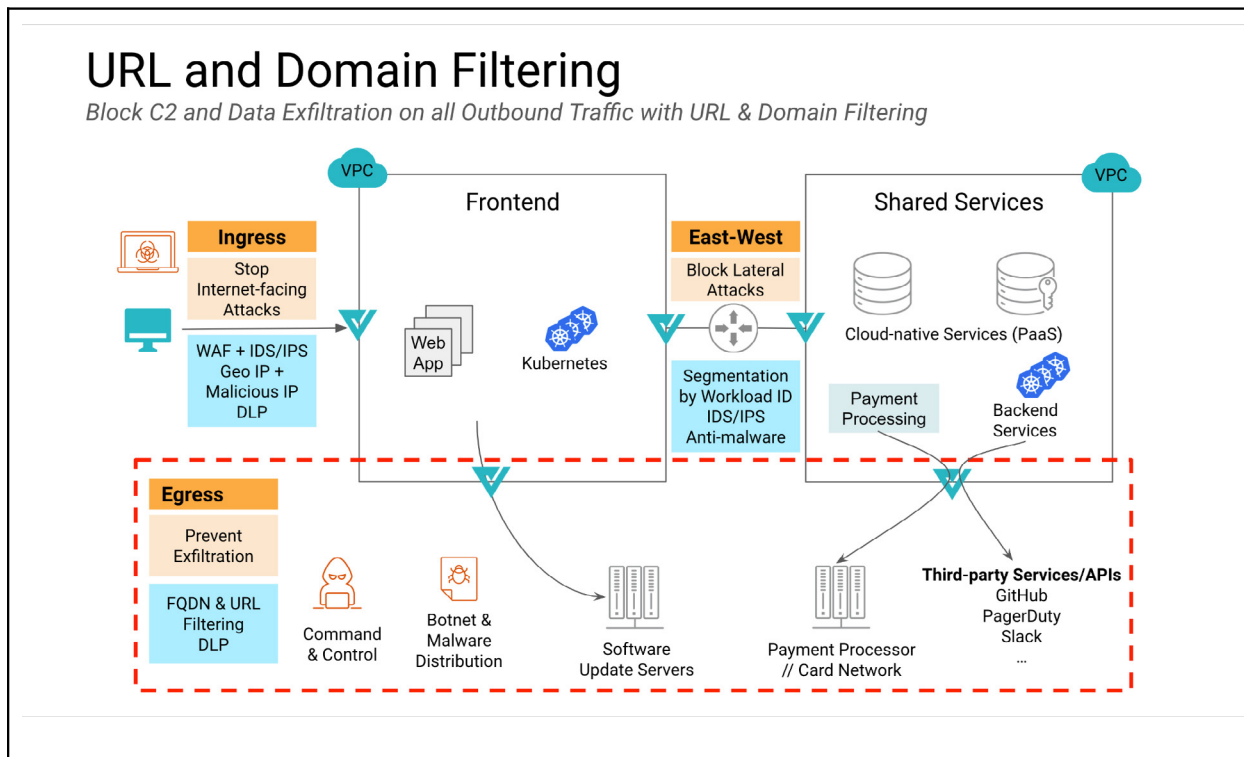 URL and Domain Filtering
Block C2 and Data Exfiltration on all Outbound Traffic with URL & Domain Filtering
VPC
VPC
Frontend
Shared Services
Ingress
Stop
Internet-facing
Attacks
WAF + IDS/IPS
Geo IP +
Malicious IP
DLP
Web
App
Kubernetes
East-West
Block Lateral
Attacks
Segmentation
by Workload ID
IDS/IPS
Anti-malware
Cloud-native Services (PaaS)
Payment
Processing
Backend
Services
Egress
Prevent
Exfiltration
FQDN & URL
Filtering
DLP
Command
& Control
Botnet &
Malware
Distribution
Software
Update Servers
Payment Processor
// Card Network
Third-party Services/APIs
GitHub
PagerDuty
Slack
...